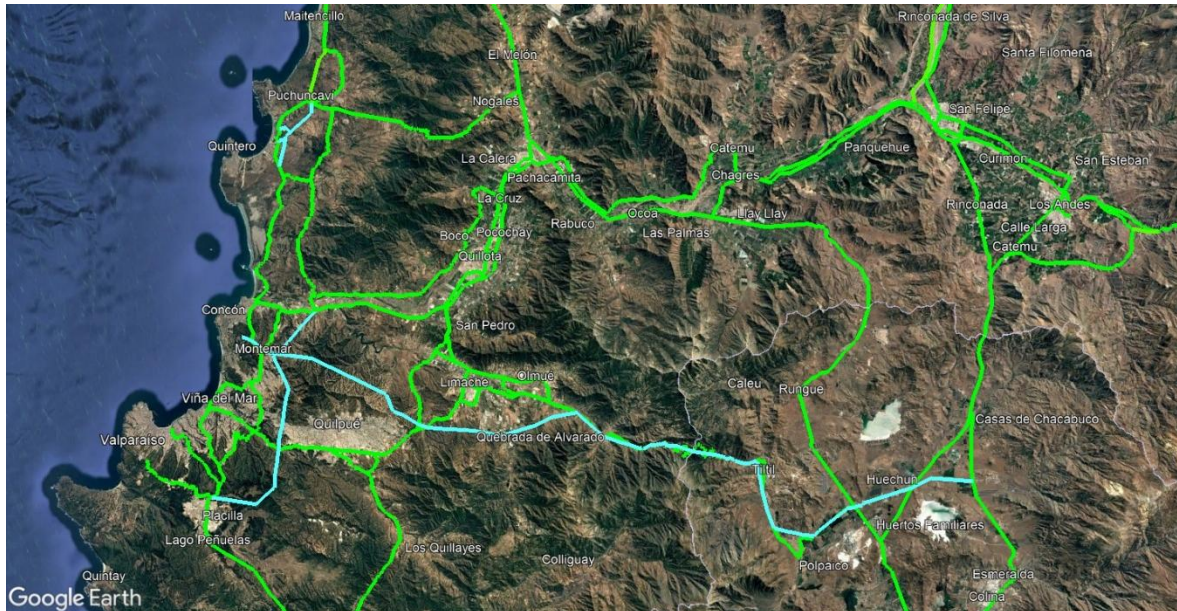 Maitencillo
Rinconada de Silva
El Melón
Santa Filomena
Puchuncaví
Nogales
San Felipe
Quintero
La Calera
Catemu
Panquehue
Curimon
San Esteban
Pachacamita
Chagres
La Cruz
Rinconada
Los Andes
Ocoa
Llay Llay
Rabuco
Boco
Pocochay
Las Palmas
Calle Larga
Quillota
Catemu
Concón
San Pedro
Montemar
Limache
Olmue
Caleu
Rungue
Viña del Mar
Quilpué
Casas de Chacabuco
Valparaíso
Quebrada de Alvarado
Tiltil
Huechun
Placilla
Huertos Familiares
Lago Peñuelas
Los Quillayes
Colliguay
Polpaico
Quintay
Esmeralda
Colina
Google Earth